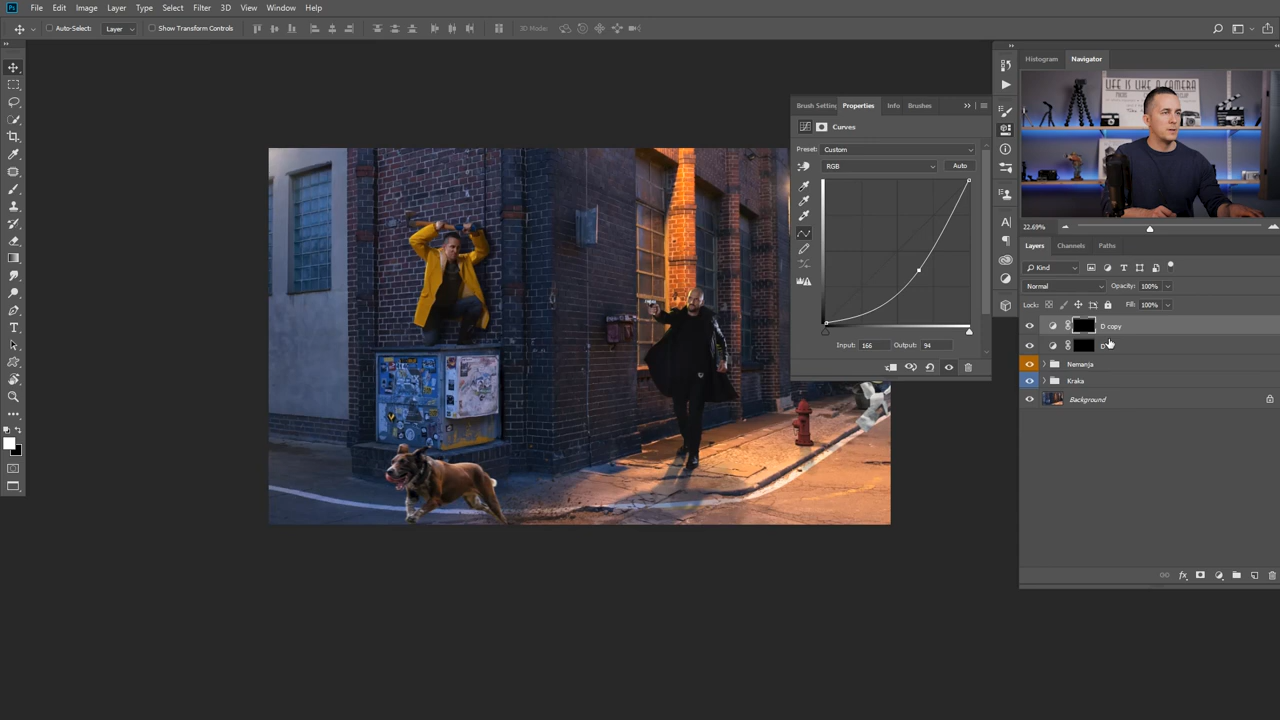 Ps File Edit Image Layer Type Select Filter 3D View Window Help
Auto-Select: Layer Show Transform Controls 3D Mode:
Histogram Navigator
LIFE IS LIKE A CAMERA
22.69%
Brush Setting Properties Info Brushes
Curves
Preset: Custom
RGB Auto
Input: 166 Output: 94
Layers Channels Paths
Kind
Normal Opacity: 100%
Lock: Fill: 100%
D copy
D
Nemanja
Kraka
Background